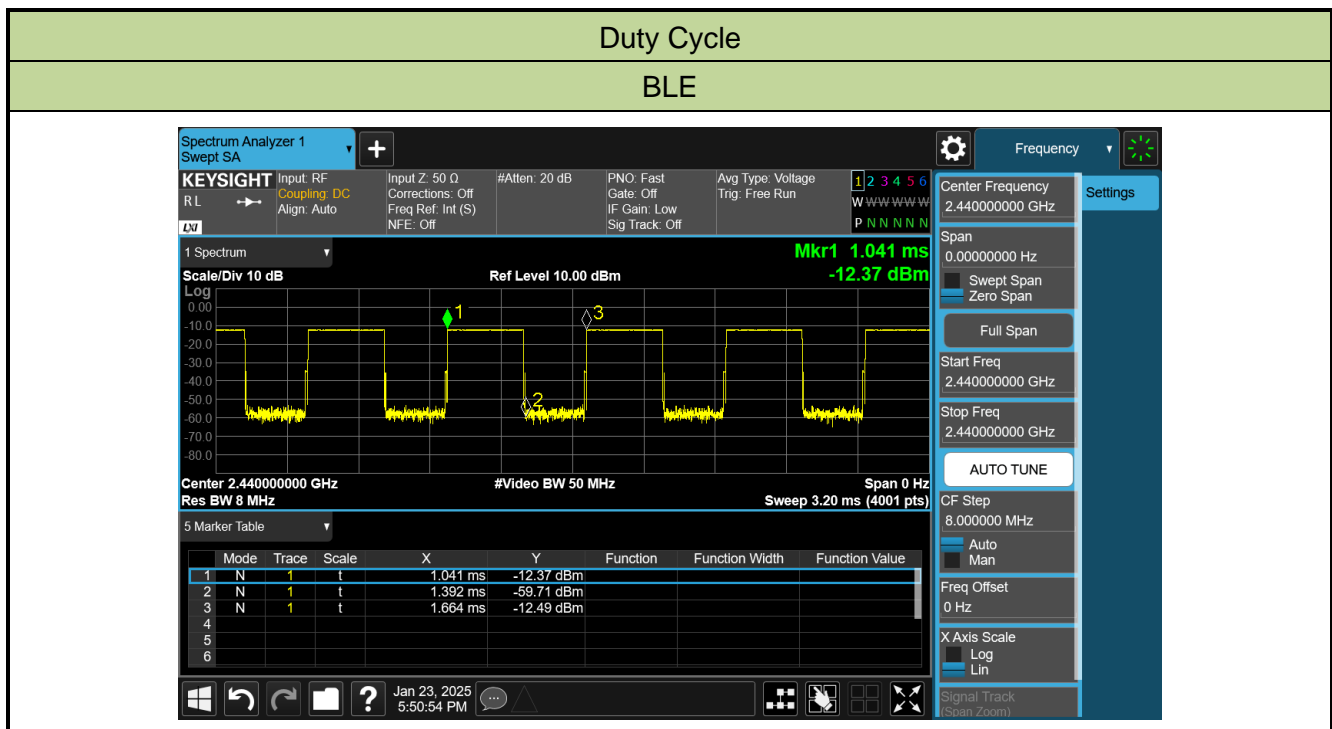 Duty Cycle
BLE
Spectrum Analyzer 1
Swept SA
Frequency
KEYSIGHT
R L
LXI
Input: RF
Coupling: DC
Align: Auto
Input Z: 50 Ω
Corrections: Off
Freq Ref: Int (S)
NFE: Off
#Atten: 20 dB
PNO: Fast
Gate: Off
IF Gain: Low
Sig Track: Off
Avg Type: Voltage
Trig: Free Run
1 2 3 4 5 6
W W W W W W
P N N N N N
1 Spectrum
Mkr1 1.041 ms
Scale/Div 10 dB
Ref Level 10.00 dBm
-12.37 dBm
Log
0.00
-10.0
-20.0
-30.0
-40.0
-50.0
-60.0
-70.0
-80.0
1
3
2
Center 2.440000000 GHz
#Video BW 50 MHz
Span 0 Hz
Res BW 8 MHz
Sweep 3.20 ms (4001 pts)
5 Marker Table
Mode Trace Scale X Y Function Function Width Function Value
1 N 1 t 1.041 ms -12.37 dBm
2 N 1 t 1.392 ms -59.71 dBm
3 N 1 t 1.664 ms -12.49 dBm
4
5
6
?
Jan 23, 2025
5:50:54 PM
Center Frequency
2.440000000 GHz
Span
0.00000000 Hz
Swept Span
Zero Span
Full Span
Start Freq
2.440000000 GHz
Stop Freq
2.440000000 GHz
AUTO TUNE
CF Step
8.000000 MHz
Auto
Man
Freq Offset
0 Hz
X Axis Scale
Log
Lin
Signal Track
(Span Zoom)
Settings